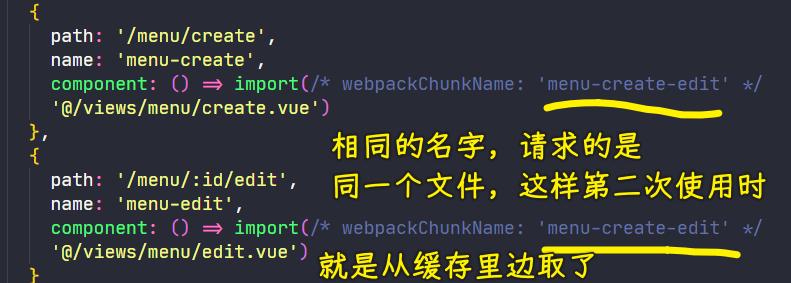 {
path: '/menu/create',
name: 'menu-create',
component: () => import(/* webpackChunkName: 'menu-create-edit' */
'@/views/menu/create.vue')
},
相同的名字，请求的是
{
同一个文件，这样第二次使用时
path: '/menu/:id/edit',
name: 'menu-edit',
component: () => import(/* webpackChunkName: 'menu-create-edit' */
'@/views/menu/edit.vue')
就是从缓存里边取了
}